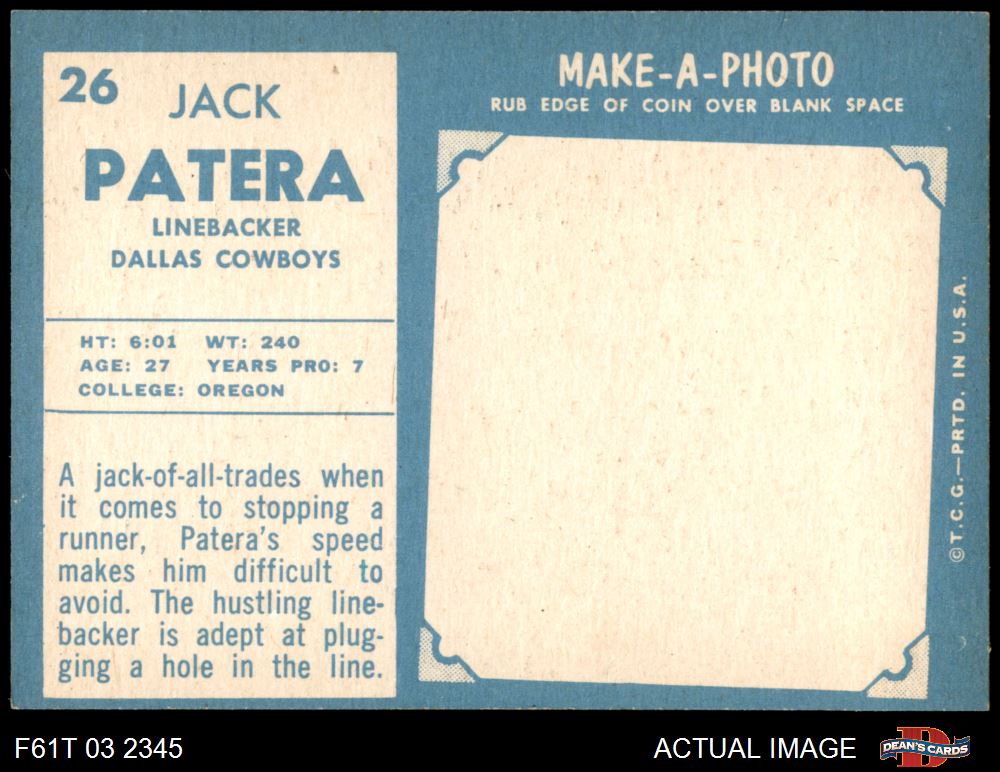 26
JACK
PATERA
LINEBACKER
DALLAS COWBOYS
HT: 6:01 WT: 240
AGE: 27 YEARS PRO: 7
COLLEGE: OREGON
A jack-of-all-trades when
it comes to stopping a
runner, Patera's speed
makes him difficult to
avoid. The hustling line-
backer is adept at plug-
ging a hole in the line.
MAKE-A-PHOTO
RUB EDGE OF COIN OVER BLANK SPACE
©T.C.G.—PRTD. IN U.S.A.
F61T 03 2345
ACTUAL IMAGE
D
DEAN'S CARDS